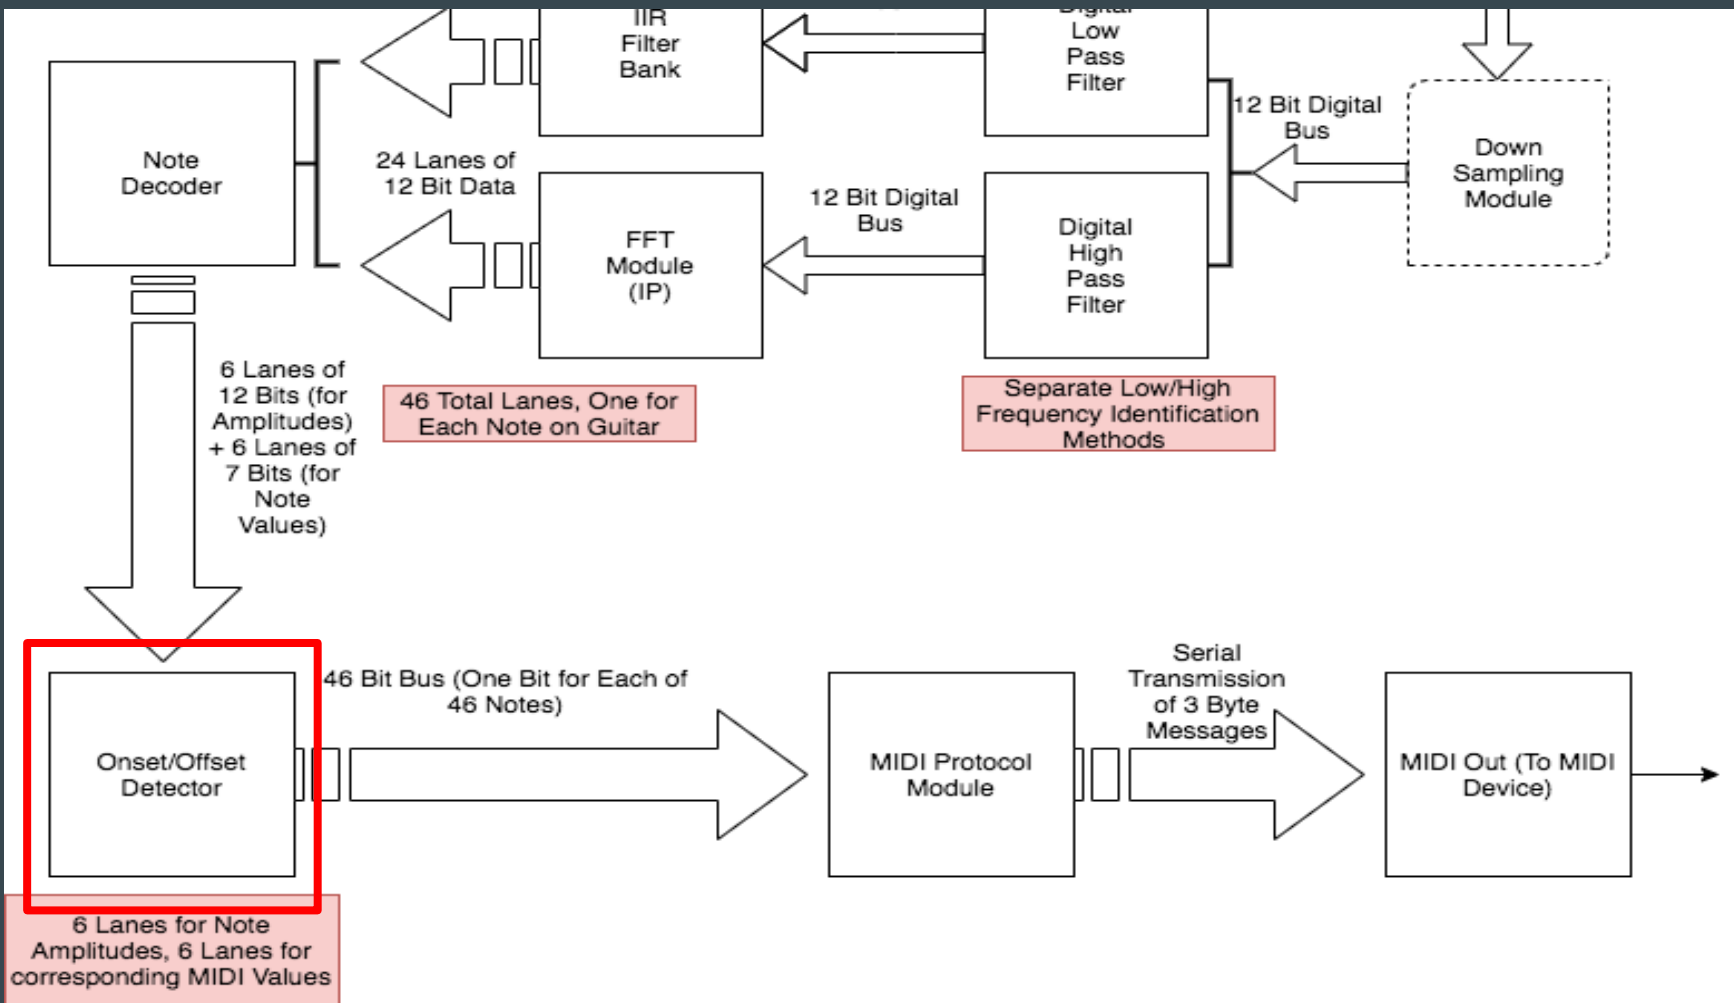 IIR
Filter
Bank
Digital
Low
Pass
Filter
12 Bit Digital
Bus
Down
Sampling
Module
Note
Decoder
24 Lanes of
12 Bit Data
FFT
Module
(IP)
12 Bit Digital
Bus
Digital
High
Pass
Filter
6 Lanes of
12 Bits (for
Amplitudes)
+ 6 Lanes of
7 Bits (for
Note
Values)
46 Total Lanes, One for
Each Note on Guitar
Separate Low/High
Frequency Identification
Methods
Onset/Offset
Detector
46 Bit Bus (One Bit for Each of
46 Notes)
MIDI Protocol
Module
Serial
Transmission
of 3 Byte
Messages
MIDI Out (To MIDI
Device)
6 Lanes for Note
Amplitudes, 6 Lanes for
corresponding MIDI Values